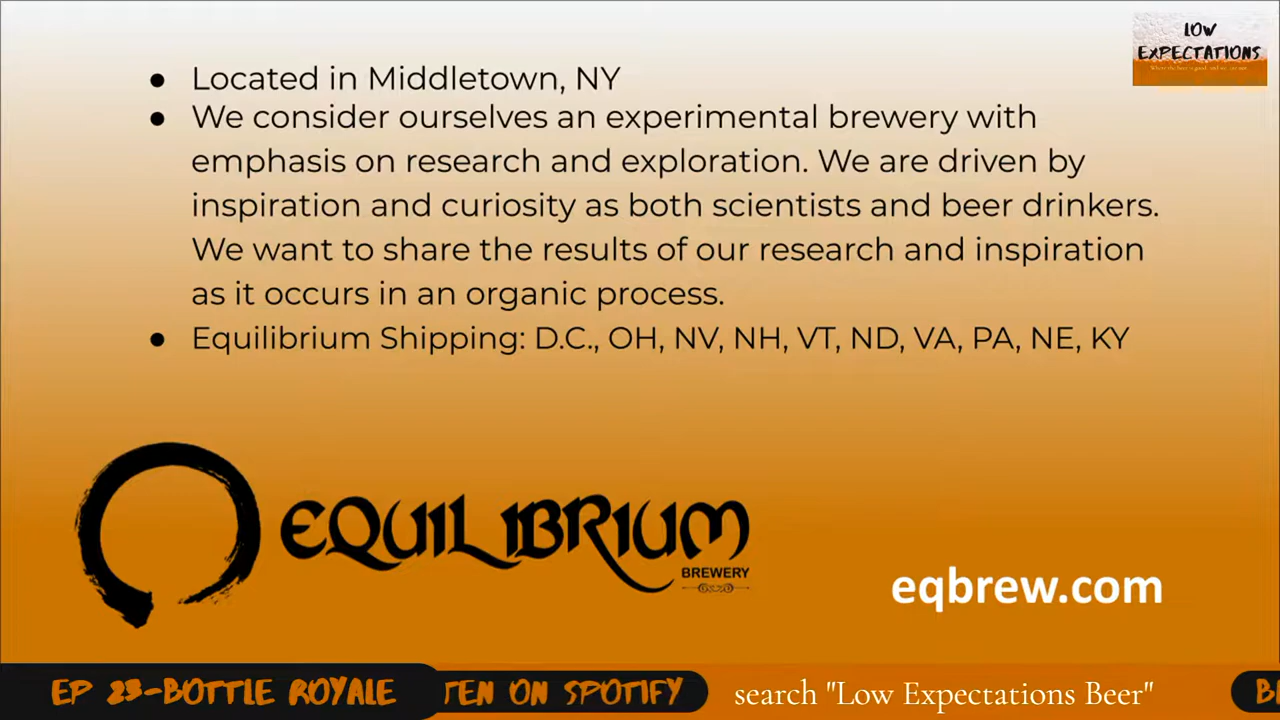 LOW
EXPECTATIONS
● Located in Middletown, NY
● We consider ourselves an experimental brewery with
emphasis on research and exploration. We are driven by
inspiration and curiosity as both scientists and beer drinkers.
We want to share the results of our research and inspiration
as it occurs in an organic process.
● Equilibrium Shipping: D.C., OH, NV, NH, VT, ND, VA, PA, NE, KY
EQUILIBRIUM
BREWERY
eqbrew.com
EP 23-BOTTLE ROYALE TEN ON SPOTIFY search "Low Expectations Beer"